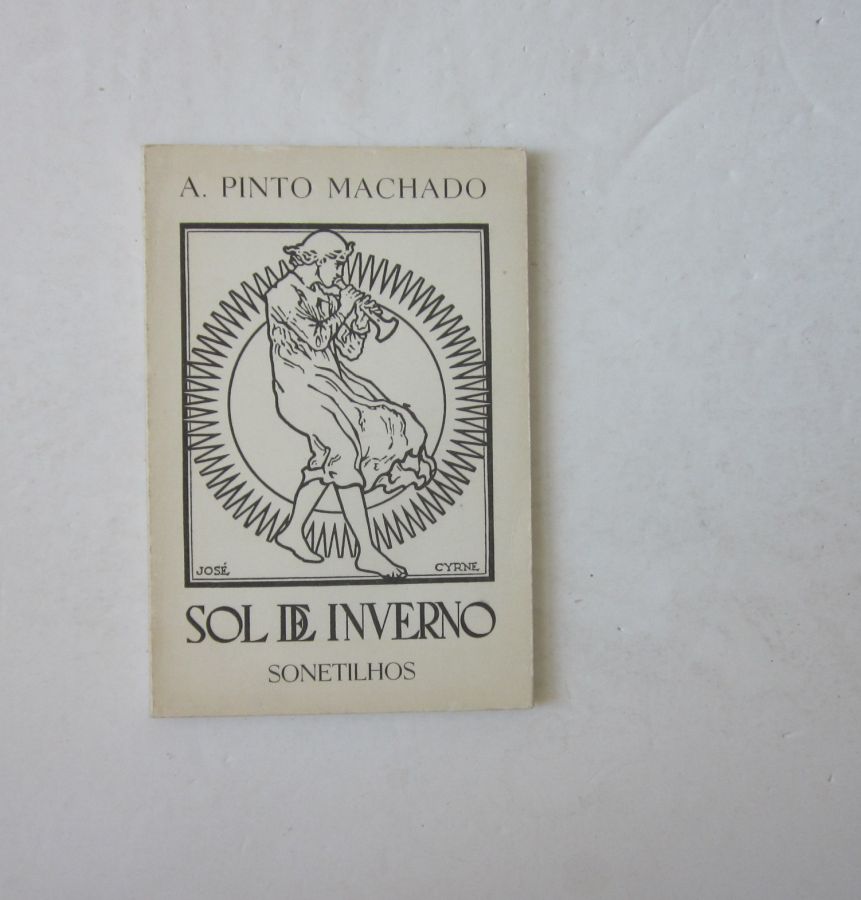 A. PINTO MACHADO
JOSÉ CYRNE
SOL DE INVERNO
SONETILHOS